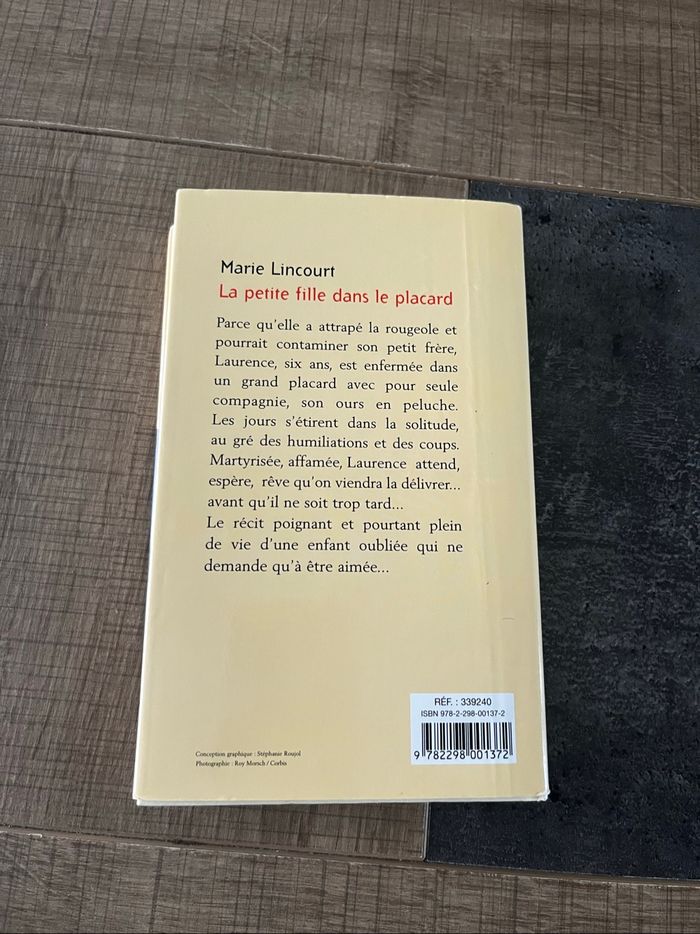 Marie Lincourt
La petite fille dans le placard
Parce qu'elle a attrapé la rougeole et
pourrait contaminer son petit frère,
Laurence, six ans, est enfermée dans
un grand placard avec pour seule
compagnie, son ours en peluche.
Les jours s'étirent dans la solitude,
au gré des humiliations et des coups.
Martyrisée, affamée, Laurence attend,
espère, rêve qu'on viendra la délivrer...
avant qu'il ne soit trop tard...
Le récit poignant et pourtant plein
de vie d'une enfant oubliée qui ne
demande qu'à être aimée...
RÉF. : 339240
ISBN 978-2-298-00137-2
9 782298 001372
Conception graphique : Stéphanie Roujol
Photographie : Roy Morsch / Corbis